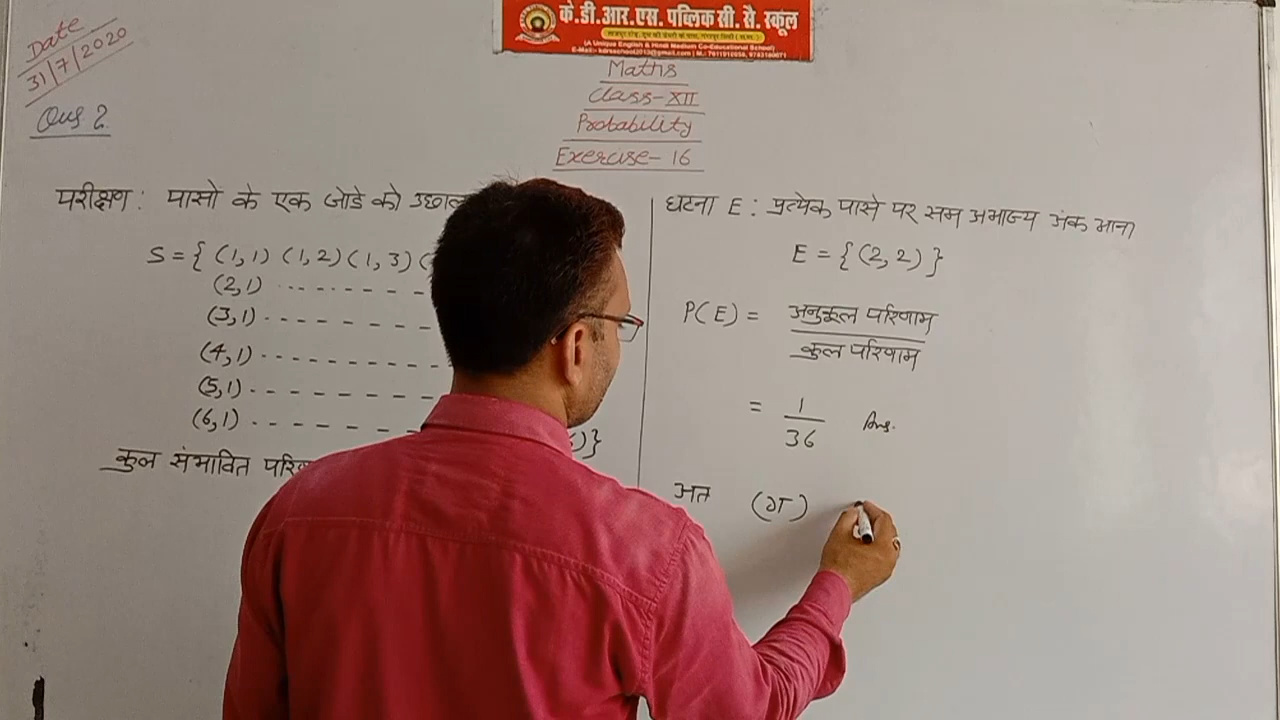 के.डी.आर.एस. पब्लिक सी. सै. स्कूल
(A Unique English & Hindi Medium Co-Educational School)
Date
31/7/2020
Ques 2
Maths
Class-XII
Probability
Exercise-16
परीक्षण: पासो के एक जोडे को उछाल
S = { (1,1) (1,2) (1,3) (
(2,1) - - - - - - - - -
(3,1) - - - - - - - - -
(4,1) - - - - - - - - -
(5,1) - - - - - - - - -
(6,1) - - - - - - - - - )}
कुल संभावित परि
घटना E : प्रत्येक पासे पर सम अभाज्य अंक आना
E = { (2,2) }
P(E) = अनुकूल परिणाम
कुल परिणाम
= 1
36 Ans.
अत (ग)